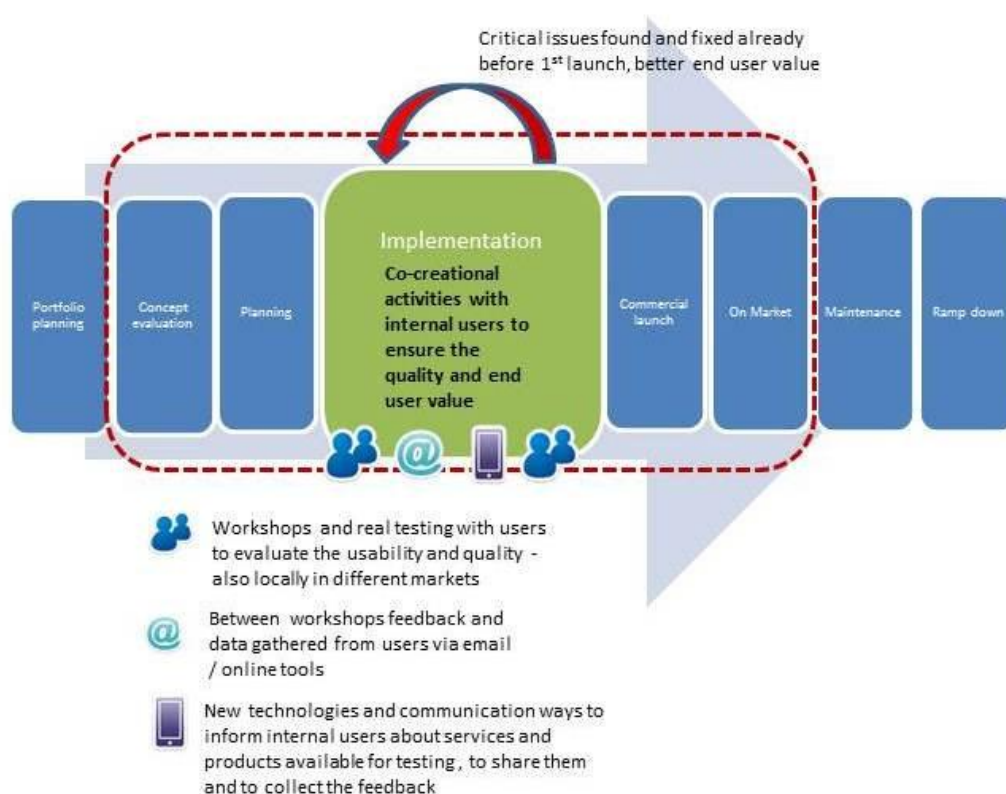 Critical issues found and fixed already
before 1st launch, better end user value
Portfolio
planning
Concept
evaluation
Planning
Implementation
Co-creational
activities with
internal users to
ensure the
quality and end
user value
Commercial
launch
On Market
Maintenance
Ramp down
@
Workshops and real testing with users
to evaluate the usability and quality -
also locally in different markets
@
Between workshops feedback and
data gathered from users via email
/ online tools
New technologies and communication ways to
inform internal users about services and
products available for testing , to share them
and to collect the feedback